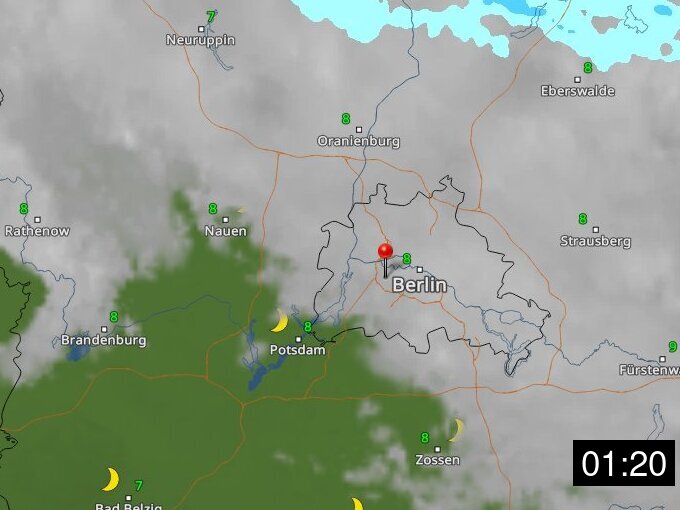 7
Neuruppin
8
Eberswalde
8
Oranienburg
8
Rathenow
8
Nauen
8
Strausberg
8
Berlin
8
Brandenburg
8
Potsdam
9
Fürstenwa
8
Zossen
7
Bad Belzig
01:20